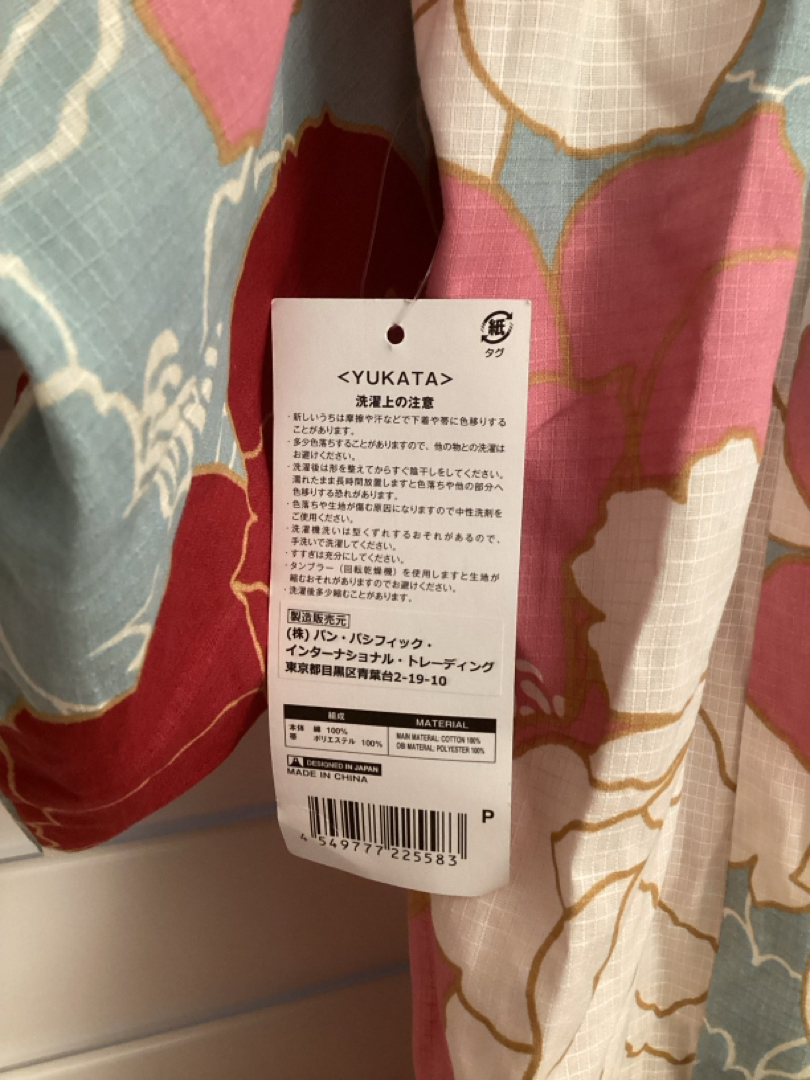 紙
タグ
<YUKATA>
洗濯上の注意
・新しいうちは摩擦や汗などで下着や帯に色移りする
ことがあります。
・多少色落ちすることがありますので、他の物との洗濯は
お避けください。
・洗濯後は形を整えてからすぐ陰干しをしてください。
濡れたまま長時間放置しますと色落ちや他の部分へ
色移りする恐れがあります。
・色落ちや生地が傷む原因になりますので中性洗剤を
ご使用ください。
・洗濯機洗いは型くずれするおそれがあるので、
手洗いで洗濯してください。
・すすぎは充分にしてください。
・タンブラー(回転乾燥機)を使用しますと生地が
縮むおそれがありますのでお避けください。
・洗濯後多少縮むことがあります。
製造販売元
(株)パン・パシフィック・
インターナショナル・トレーディング
東京都目黒区青葉台2-19-10
組成 MATERIAL
本体 綿 100% MAIN MATERIAL: COTTON 100%
帯 ポリエステル 100% OBI MATERIAL: POLYESTER 100%
DESIGNED IN JAPAN
MADE IN CHINA
P
4 549777 225583